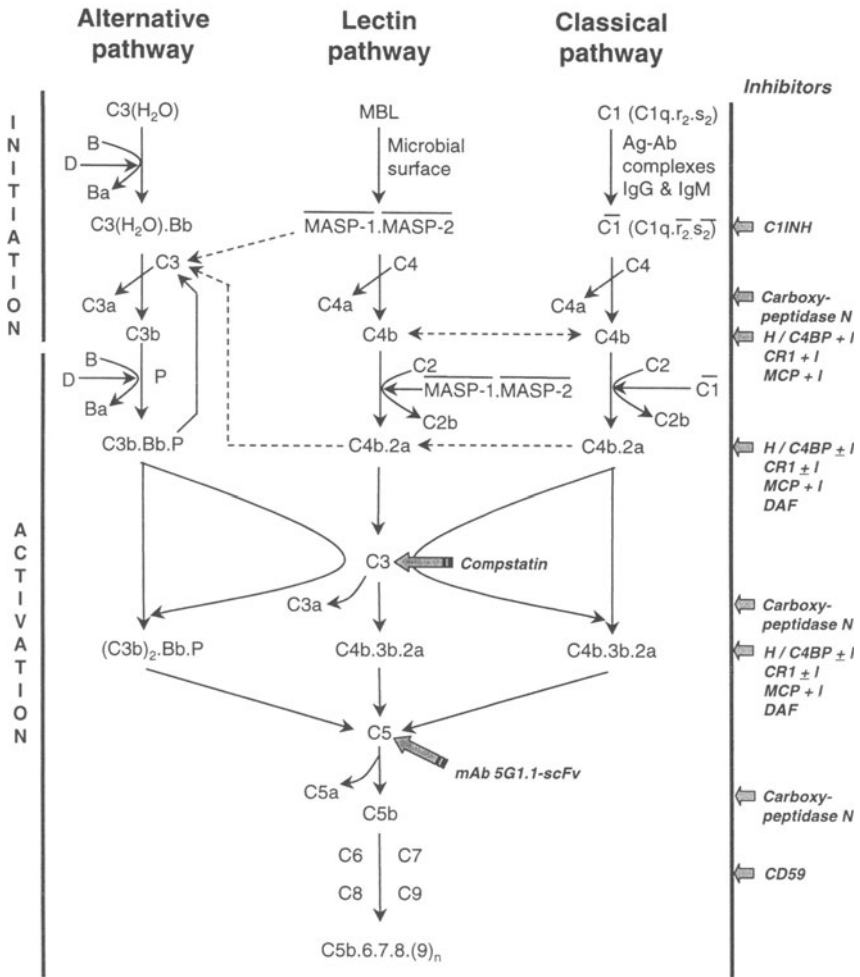 Alternative
pathway
Lectin
pathway
Classical
pathway
Inhibitors
INITIATION
ACTIVATION
C3(H₂O)
MBL
C1 (C1q.r₂.s₂)
B
D
Ba
Microbial
surface
Ag-Ab
complexes
IgG & IgM
C3(H₂O).Bb
MASP-1.MASP-2
C1̅ (C1q.r̅₂.s̅₂)
C1INH
C3
C3a
C4
C4a
C4
C4a
Carboxy-
peptidase N
C3b
C4b
C4b
H / C4BP + I
CR1 + I
MCP + I
B
D
P
Ba
C2
MASP-1.MASP-2
C2b
C2
C1̅
C2b
C3b.Bb.P
C4b.2a
C4b.2a
H / C4BP ± I
CR1 ± I
MCP + I
DAF
C3
Compstatin
C3a
Carboxy-
peptidase N
(C3b)₂.Bb.P
C4b.3b.2a
C4b.3b.2a
H / C4BP ± I
CR1 ± I
MCP + I
DAF
C5
mAb 5G1.1-scFv
C5a
C5b
Carboxy-
peptidase N
C6 C7
C8 C9
CD59
C5b.6.7.8.(9)ₙ